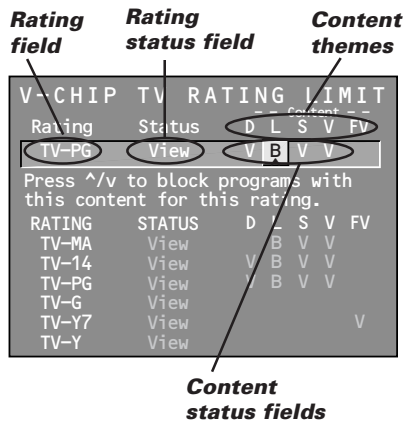 Rating field
Rating status field
Content themes
V-CHIP TV RATING LIMIT
- - Content - -
Rating Status D L S V FV
TV-PG View V B V V
Press ^/v to block programs with
this content for this rating.
RATING STATUS D L S V FV
TV-MA View B V V
TV-14 View V B V V
TV-PG View V B V V
TV-G View
TV-Y7 View V
TV-Y View
Content
status fields